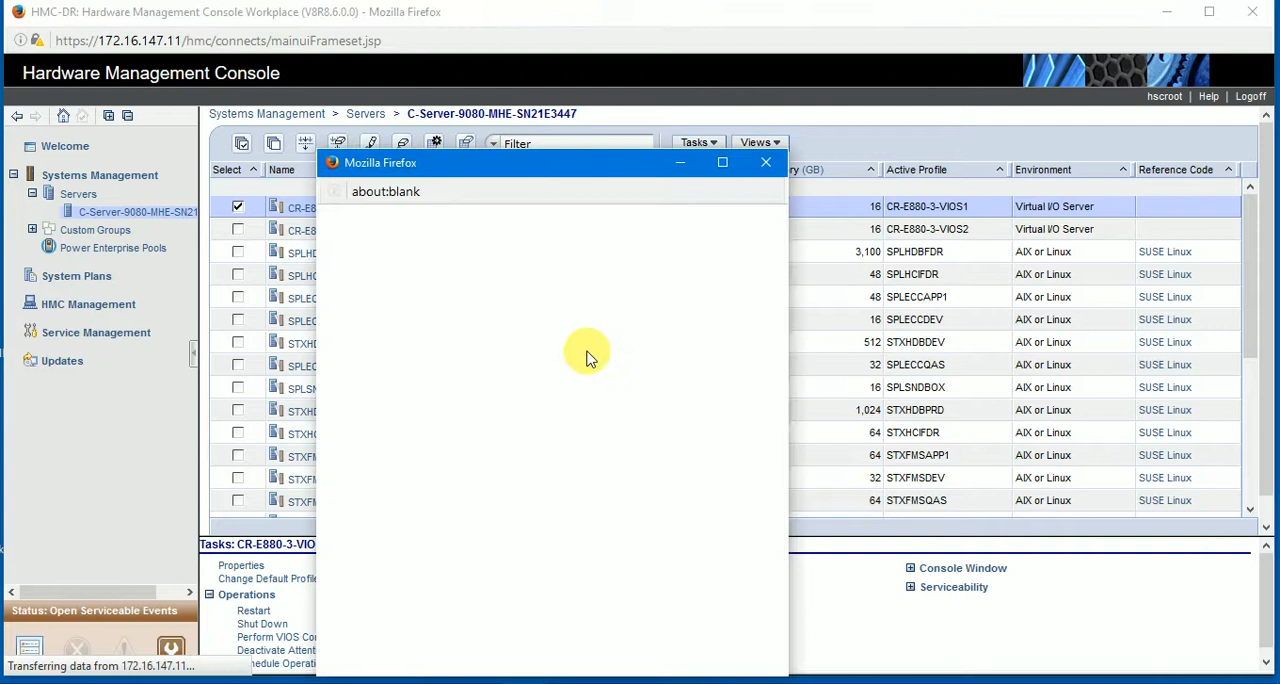 HMC-DR: Hardware Management Console Workplace (V8R8.6.0.0) - Mozilla Firefox
https://172.16.147.11/hmc/connects/mainuiFrameset.jsp
Hardware Management Console
hscroot | Help | Logoff
Systems Management > Servers > C-Server-9080-MHE-SN21E3447
Filter
Tasks
Views
Welcome
Systems Management
Servers
C-Server-9080-MHE-SN21
Custom Groups
Power Enterprise Pools
System Plans
HMC Management
Service Management
Updates
Select Name
ry (GB) Active Profile Environment Reference Code
CR-E8 16 CR-E880-3-VIOS1 Virtual I/O Server
CR-E8 16 CR-E880-3-VIOS2 Virtual I/O Server
SPLHD 3,100 SPLHDBFDR AIX or Linux SUSE Linux
SPLHC 48 SPLHCIFDR AIX or Linux SUSE Linux
SPLEC 48 SPLECCAPP1 AIX or Linux SUSE Linux
SPLEC 16 SPLECCDEV AIX or Linux SUSE Linux
STXHD 512 STXHDBDEV AIX or Linux SUSE Linux
SPLEC 32 SPLECCQAS AIX or Linux SUSE Linux
SPLSN 16 SPLSNDBOX AIX or Linux SUSE Linux
STXHD 1,024 STXHDBPRD AIX or Linux SUSE Linux
STXHC 64 STXHCIFDR AIX or Linux SUSE Linux
STXFM 64 STXFMSAPP1 AIX or Linux SUSE Linux
STXFM 32 STXFMSDEV AIX or Linux SUSE Linux
STXFM 64 STXFMSQAS AIX or Linux SUSE Linux
Mozilla Firefox
about:blank
Tasks: CR-E880-3-VIO
Properties
Change Default Profile
Operations
Restart
Shut Down
Perform VIOS Co
Deactivate Attent
hedule Operati
Console Window
Serviceability
Status: Open Serviceable Events
Transferring data from 172.16.147.11...